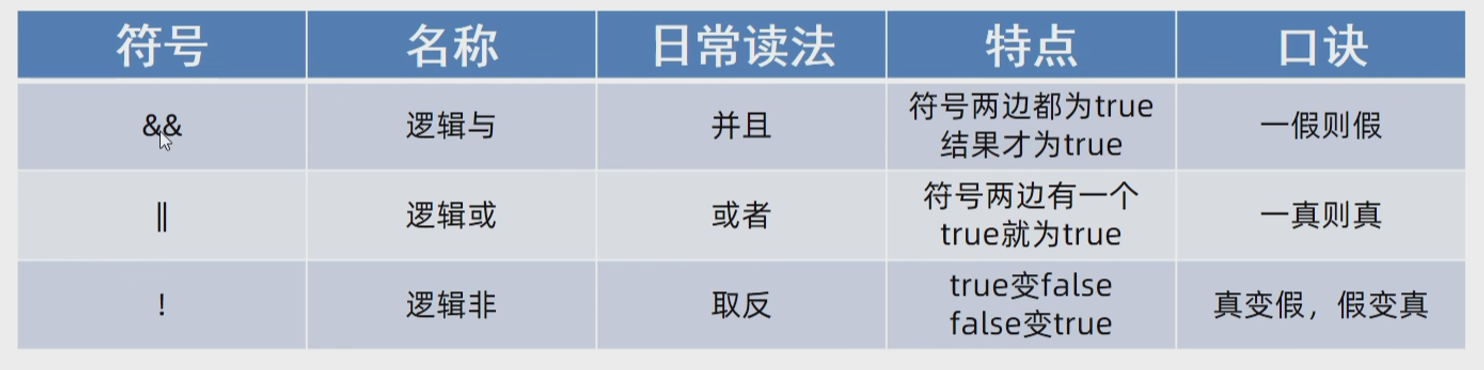 符号 名称 日常读法 特点 口诀
&& 逻辑与 并且 符号两边都为true
结果才为true 一假则假
|| 逻辑或 或者 符号两边有一个
true就为true 一真则真
! 逻辑非 取反 true变false
false变true 真变假，假变真